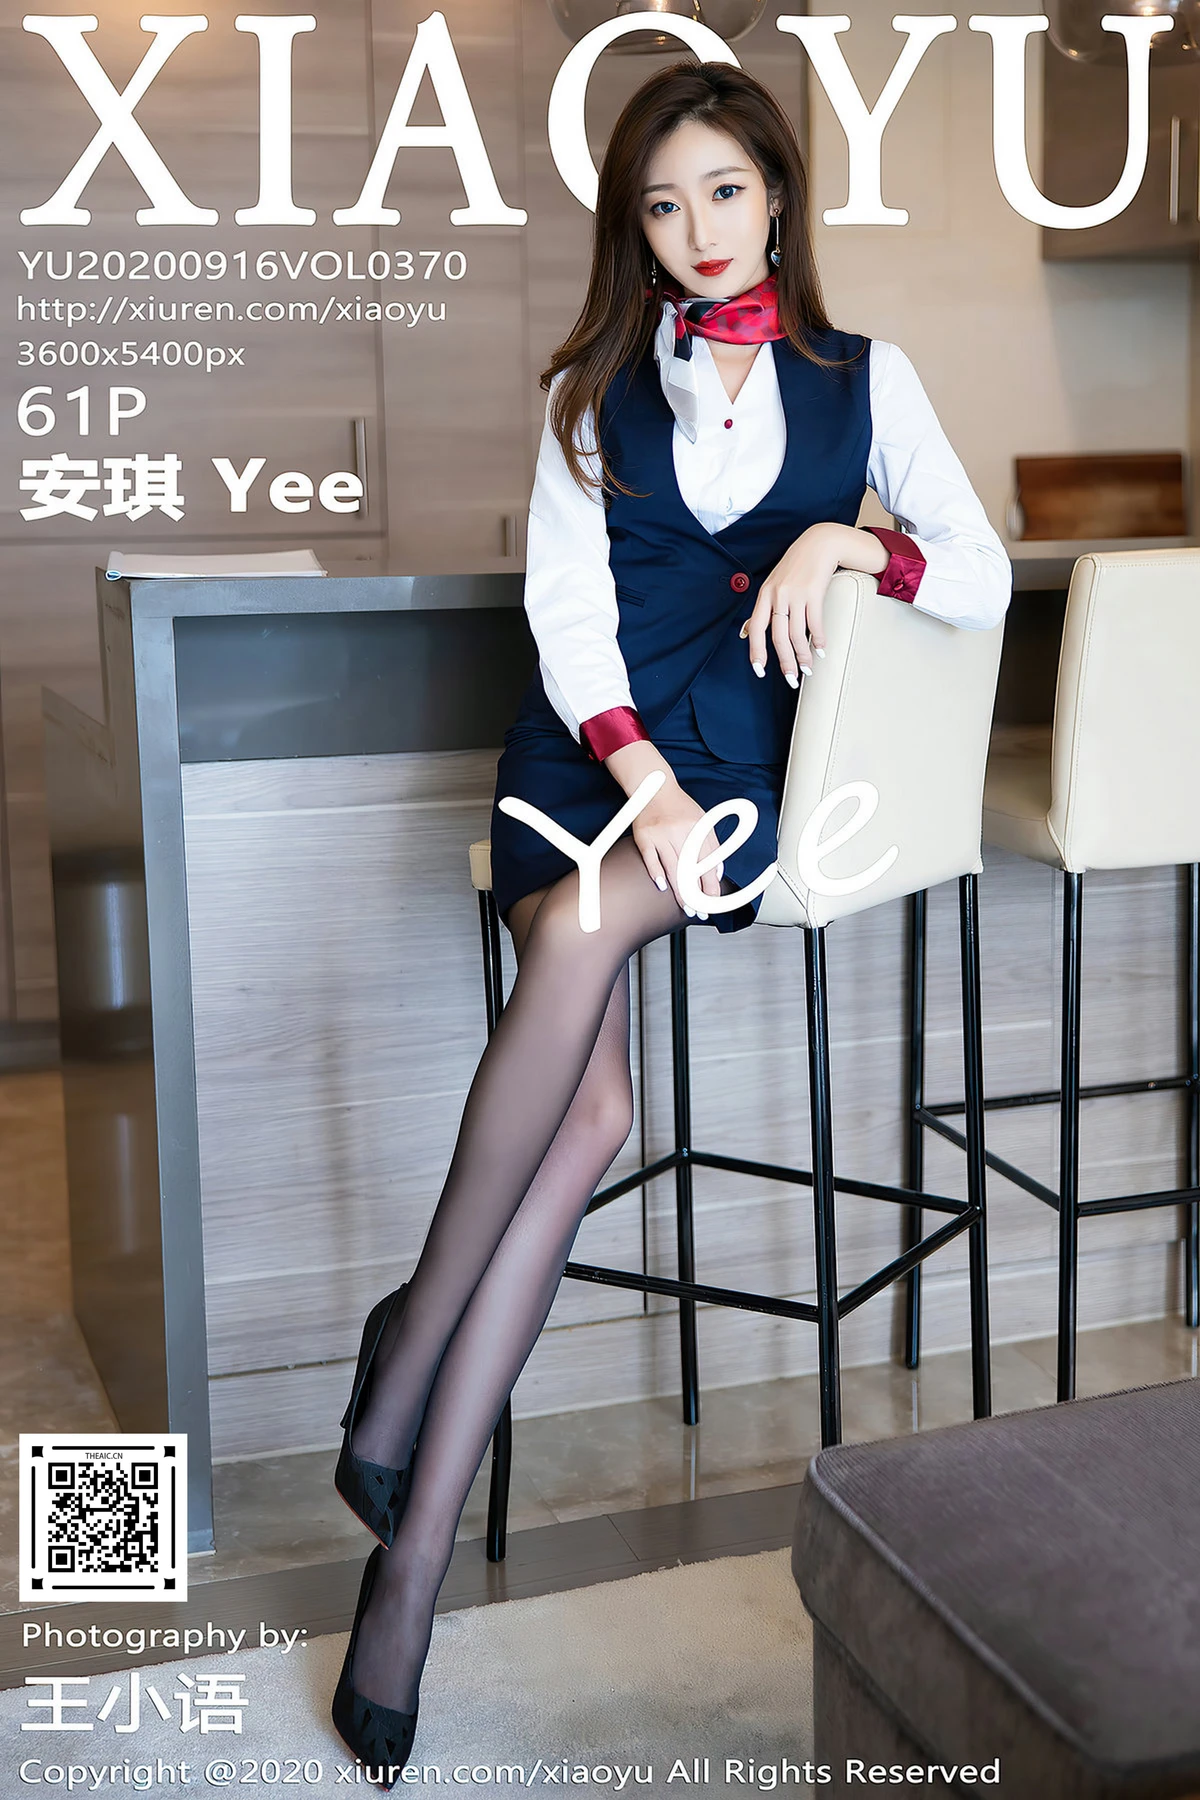 XIAOYU
YU20200916VOL0370
http://xiuren.com/xiaoyu
3600x5400px
61P
安琪 Yee
Yee
THEAIC.CN
Photography by:
王小语
Copyright @2020 xiuren.com/xiaoyu All Rights Reserved